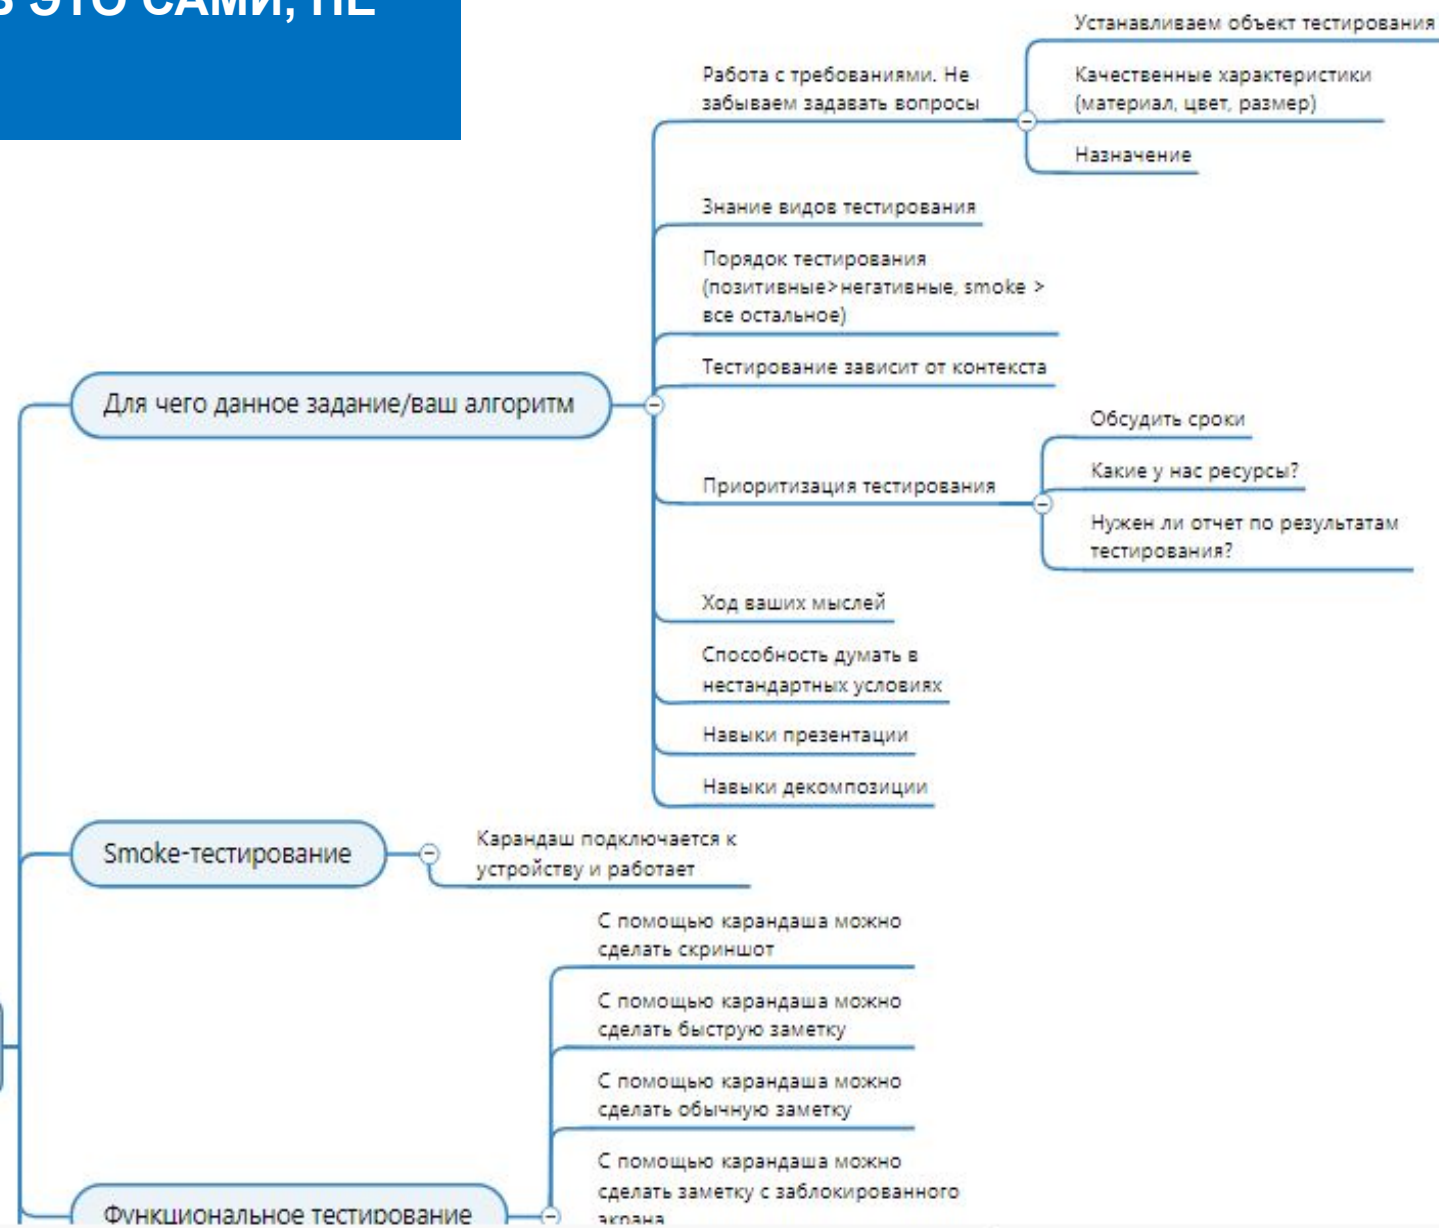 ЭТО САМИ, НЕ
Устанавливаем объект тестирования
Работа с требованиями. Не
забываем задавать вопросы
Качественные характеристики
(материал, цвет, размер)
Назначение
Знание видов тестирования
Порядок тестирования
(позитивные>негативные, smoke >
все остальное)
Тестирование зависит от контекста
Для чего данное задание/ваш алгоритм
Приоритизация тестирования
Обсудить сроки
Какие у нас ресурсы?
Нужен ли отчет по результатам
тестирования?
Ход ваших мыслей
Способность думать в
нестандартных условиях
Навыки презентации
Навыки декомпозиции
Smoke-тестирование
Карандаш подключается к
устройству и работает
С помощью карандаша можно
сделать скриншот
С помощью карандаша можно
сделать быструю заметку
С помощью карандаша можно
сделать обычную заметку
С помощью карандаша можно
сделать заметку с заблокированного
экрана
Функциональное тестирование